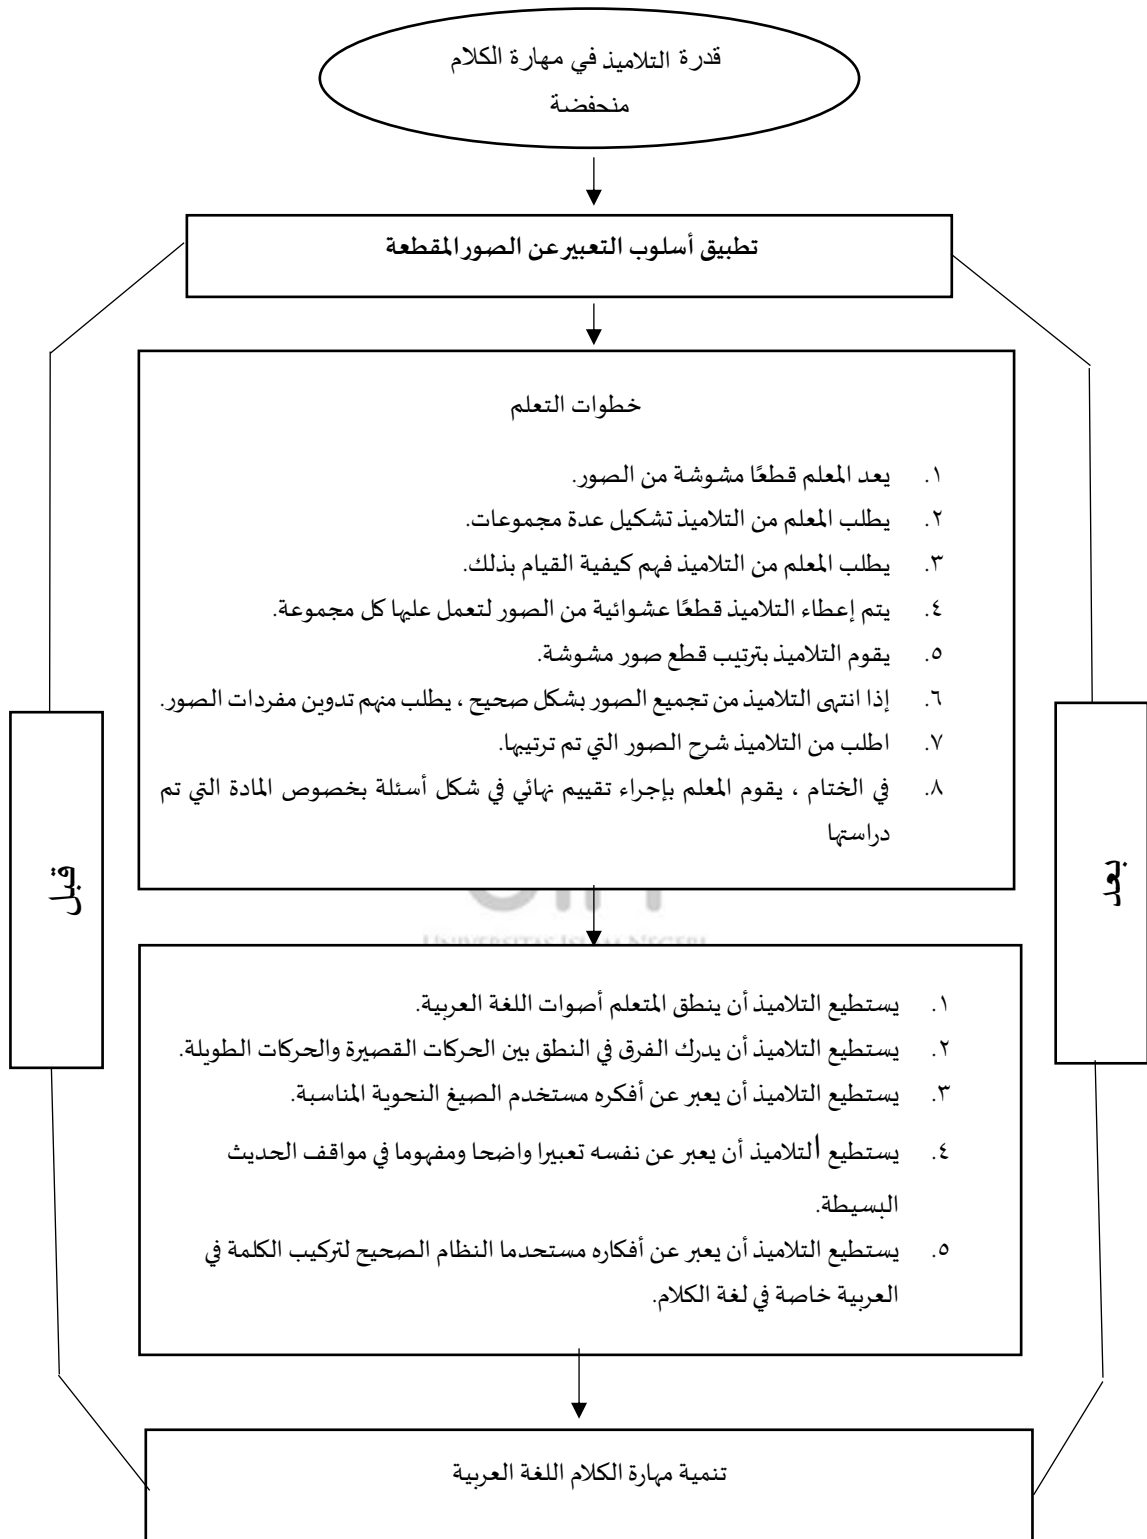 قدرة التلاميذ في مهارة الكلام
منحفضة
تطبيق أسلوب التعبير عن الصور المقطعة
خطوات التعلم
١. يعد المعلم قطعًا مشوشة من الصور.
٢. يطلب المعلم من التلاميذ تشكيل عدة مجموعات.
٣. يطلب المعلم من التلاميذ فهم كيفية القيام بذلك.
٤. يتم إعطاء التلاميذ قطعًا عشوائية من الصور لتعمل عليها كل مجموعة.
٥. يقوم التلاميذ بترتيب قطع صور مشوشة.
٦. إذا انتهى التلاميذ من تجميع الصور بشكل صحيح ، يطلب منهم تدوين مفردات الصور.
٧. اطلب من التلاميذ شرح الصور التي تم ترتيبها.
٨. في الختام ، يقوم المعلم بإجراء تقييم نهائي في شكل أسئلة بخصوص المادة التي تم
دراستها
بعد
قبل
UNIVERSITAS ISLAM NEGERI
١. يستطيع التلاميذ أن ينطق المتعلم أصوات اللغة العربية.
٢. يستطيع التلاميذ أن يدرك الفرق في النطق بين الحركات القصيرة والحركات الطويلة.
٣. يستطيع التلاميذ أن يعبر عن أفكره مستخدم الصيغ النحوية المناسبة.
٤. يستطيع ألتلاميذ أن يعبر عن نفسه تعبيرا واضحا ومفهوما في مواقف الحديث
البسيطة.
٥. يستطيع التلاميذ أن يعبر عن أفكاره مستحدما النظام الصحيح لتركيب الكلمة في
العربية خاصة في لغة الكلام.
تنمية مهارة الكلام اللغة العربية